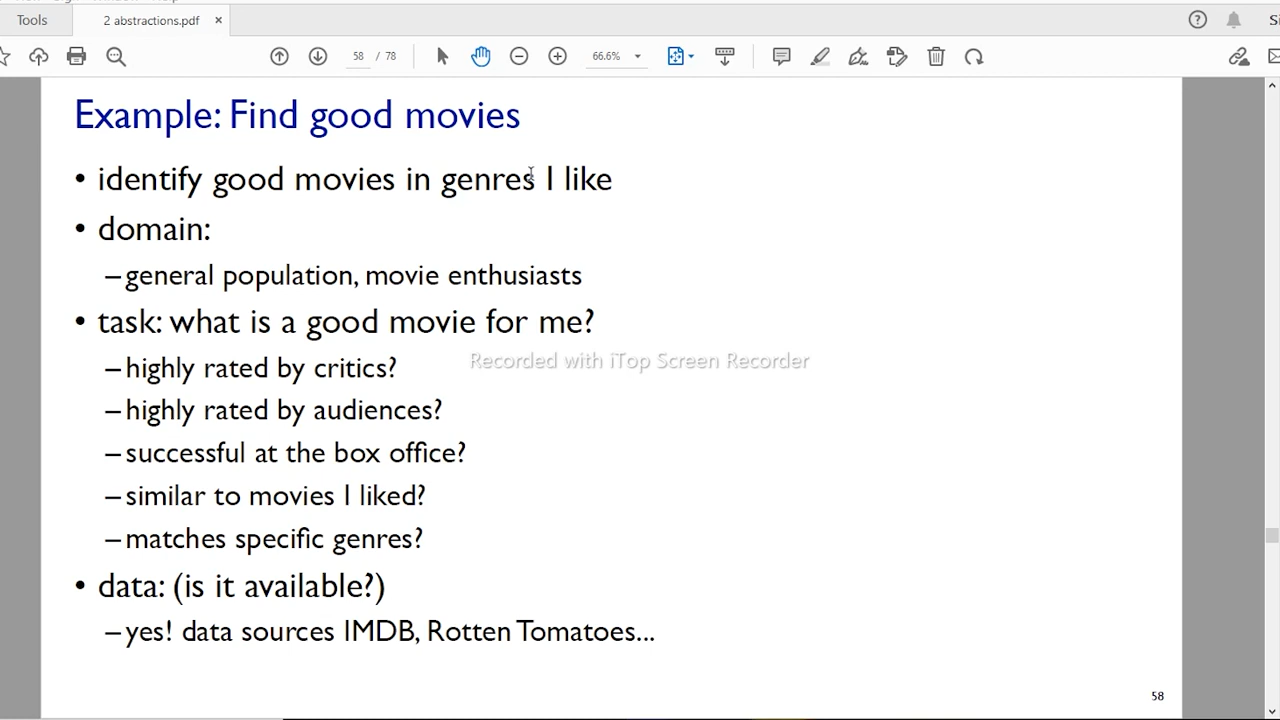 Tools
2 abstractions.pdf ×
58 / 78
66.6%
Example: Find good movies
• identify good movies in genres I like
• domain:
–general population, movie enthusiasts
• task: what is a good movie for me?
–highly rated by critics?
Recorded with iTop Screen Recorder
–highly rated by audiences?
–successful at the box office?
–similar to movies I liked?
–matches specific genres?
• data: (is it available?)
–yes! data sources IMDB, Rotten Tomatoes...
58